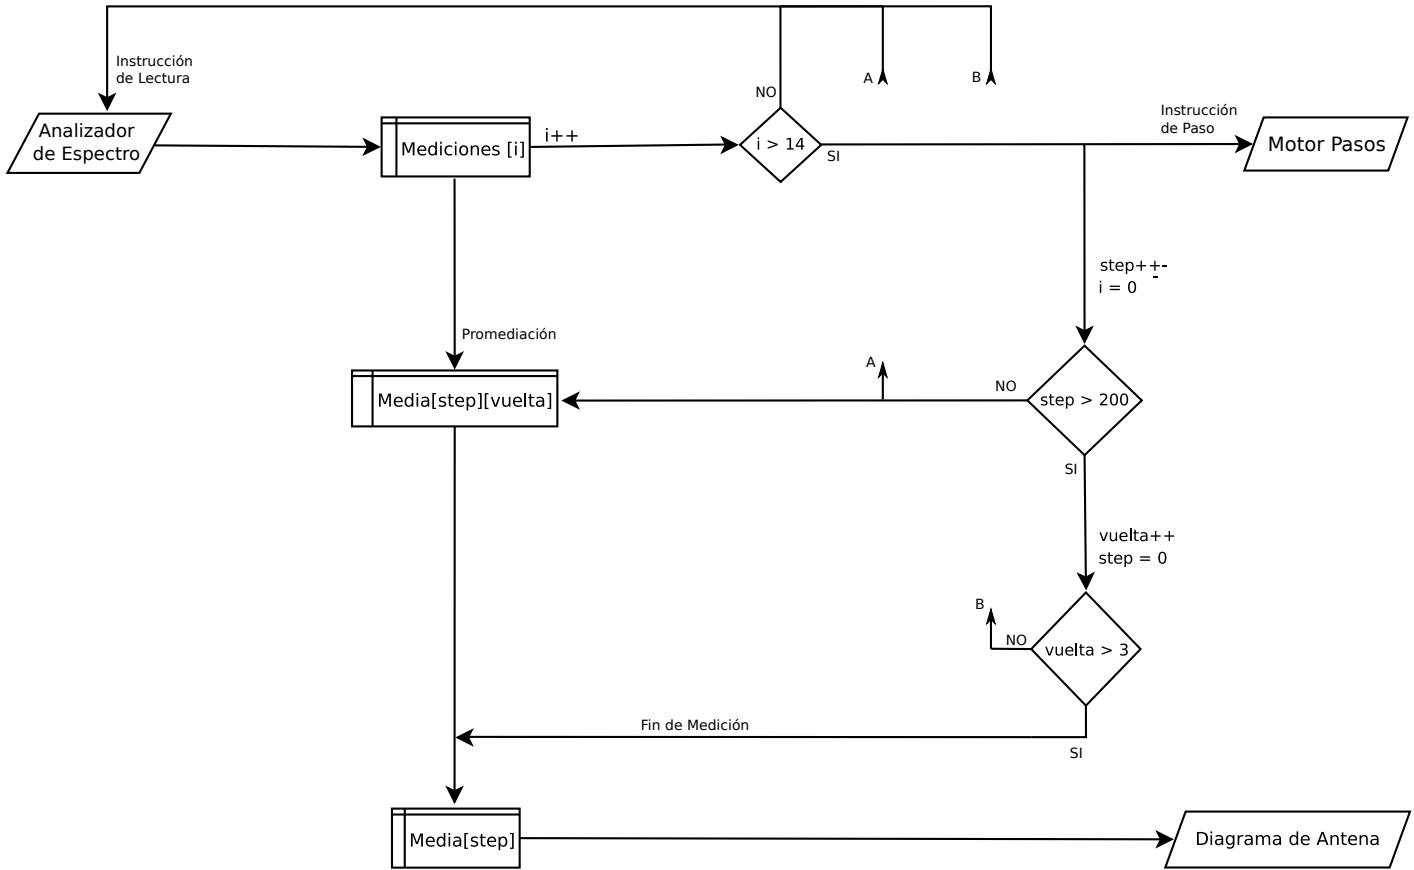 Instrucción
de Lectura
A
B
NO
Instrucción
de Paso
Analizador
de Espectro
Mediciones [i]
i++
i > 14
SI
Motor Pasos
step++-
-
i = 0
Promediación
A
NO
Media[step][vuelta]
step > 200
SI
vuelta++
step = 0
B
NO
vuelta > 3
Fin de Medición
SI
Media[step]
Diagrama de Antena